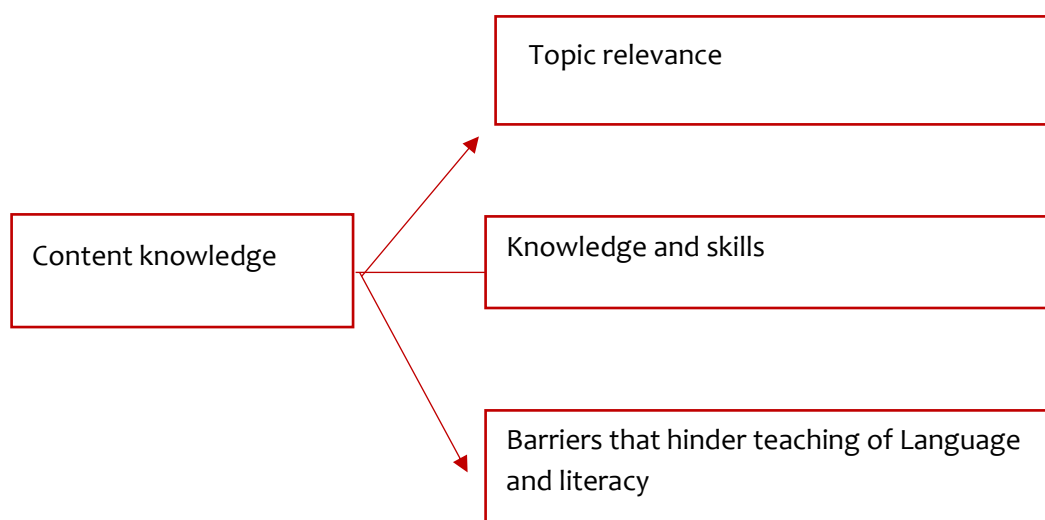 Topic relevance
Content knowledge
Knowledge and skills
Barriers that hinder teaching of Language
and literacy